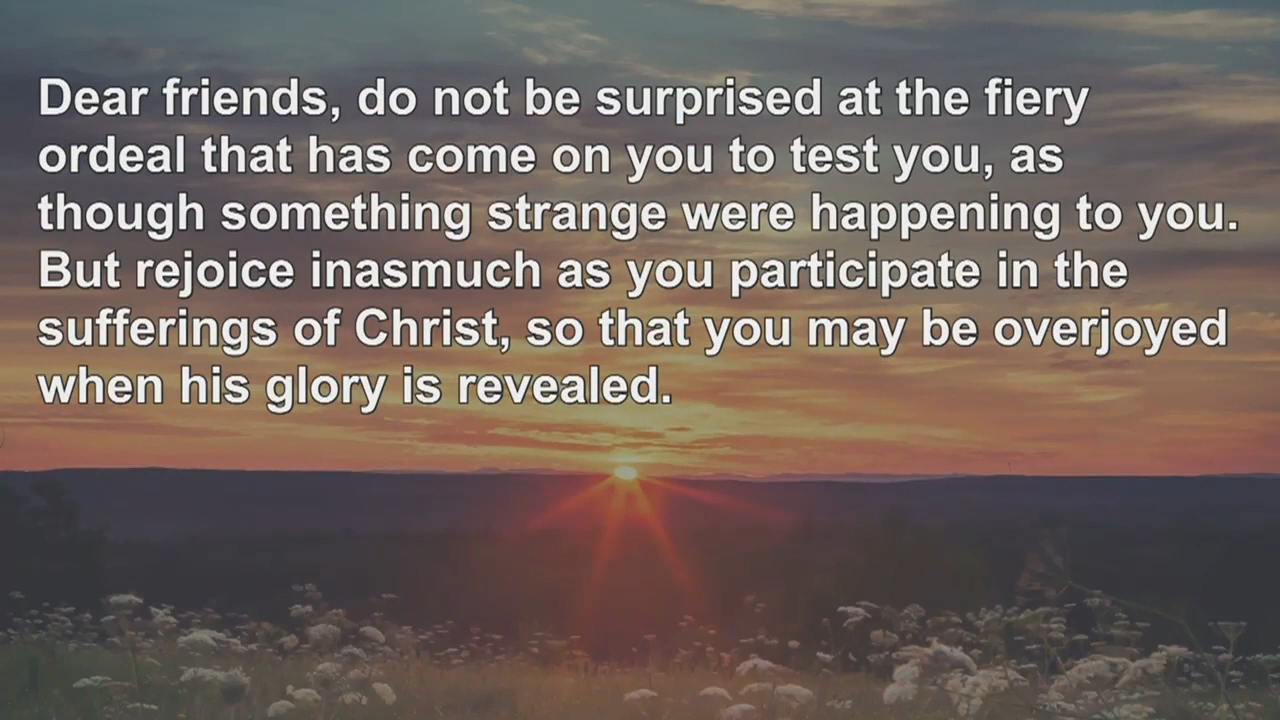 Dear friends, do not be surprised at the fiery
ordeal that has come on you to test you, as
though something strange were happening to you.
But rejoice inasmuch as you participate in the
sufferings of Christ, so that you may be overjoyed
when his glory is revealed.